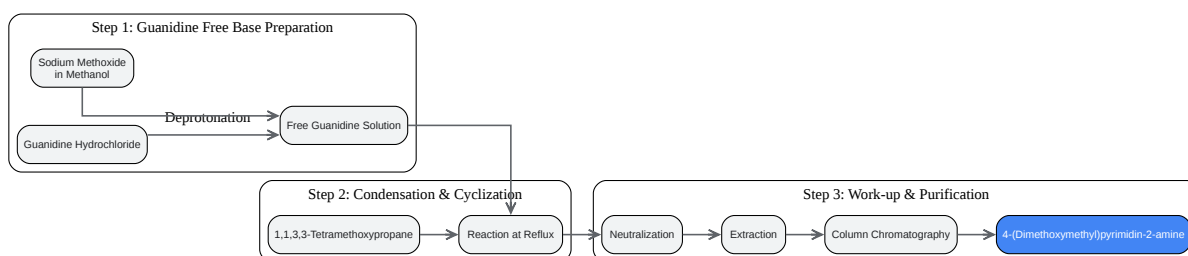 Step 1: Guanidine Free Base Preparation
Sodium Methoxide
in Methanol
Deprotonation
Free Guanidine Solution
Guanidine Hydrochloride
Step 2: Condensation & Cyclization
1,1,3,3-Tetramethoxypropane
Reaction at Reflux
Step 3: Work-up & Purification
Neutralization
Extraction
Column Chromatography
4-(Dimethoxymethyl)pyrimidin-2-amine